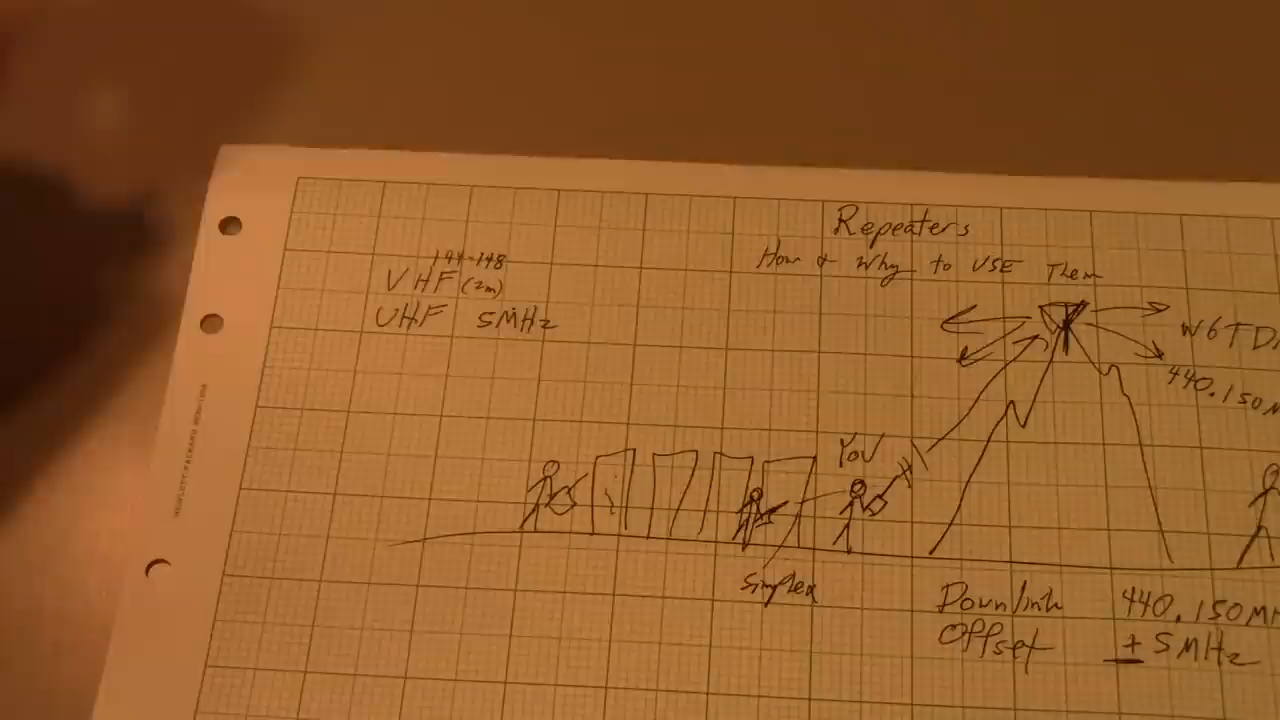 Repeaters
How & Why to USE Them
144-148
VHF (2m)
UHF 5MHz
W6TD
440.150M
YOU
Simplex
Downlink 440.150MH
Offset ± 5MHz